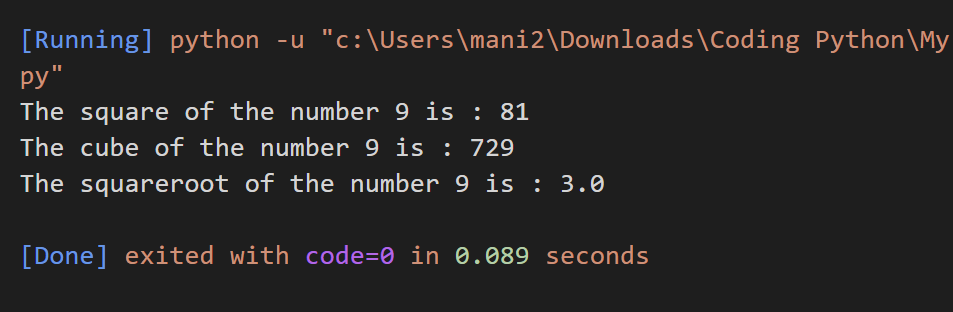 [Running] python -u "c:\Users\mani2\Downloads\Coding Python\My
py"
The square of the number 9 is : 81
The cube of the number 9 is : 729
The squareroot of the number 9 is : 3.0
[Done] exited with code=0 in 0.089 seconds